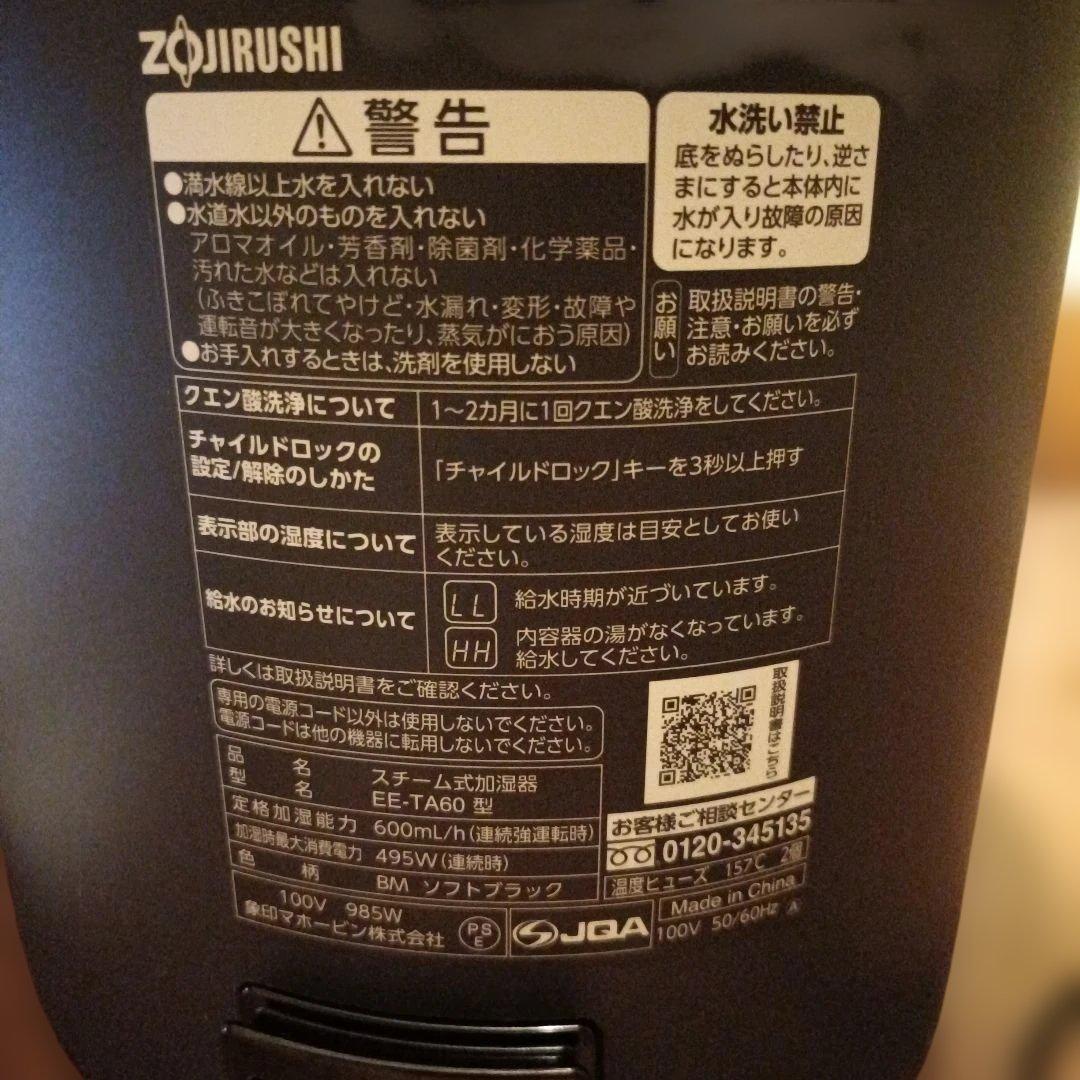 ZOJIRUSHI
警告
●満水線以上水を入れない
●水道水以外のものを入れない
アロマオイル・芳香剤・除菌剤・化学薬品・
汚れた水などは入れない
(ふきこぼれてやけど・水漏れ・変形・故障や
運転音が大きくなったり、蒸気がにおう原因)
●お手入れするときは、洗剤を使用しない
水洗い禁止
底をぬらしたり、逆さ
まにすると本体内に
水が入り故障の原因
になります。
お願い
取扱説明書の警告・
注意・お願いを必ず
お読みください。
クエン酸洗浄について
1〜2カ月に1回クエン酸洗浄をしてください。
チャイルドロックの
設定/解除のしかた
「チャイルドロック」キーを3秒以上押す
表示部の湿度について
表示している湿度は目安としてお使い
ください。
給水のお知らせについて
LL
給水時期が近づいています。
HH
内容器の湯がなくなっています。
給水してください。
詳しくは取扱説明書をご確認ください。
専用の電源コード以外は使用しないでください。
電源コードは他の機器に転用しないでください。
取扱説明書はこちら
品名 スチーム式加湿器
型名 EE-TA60 型
定格加湿能力 600mL/h(連続強運転時)
加湿時最大消費電力 495W(連続時)
色柄 BM ソフトブラック
100V 985W
象印マホービン株式会社
PS
E
JQA
お客様ご相談センター
0120-345135
温度ヒューズ 157℃ 2個
Made in China
100V 50/60Hz A